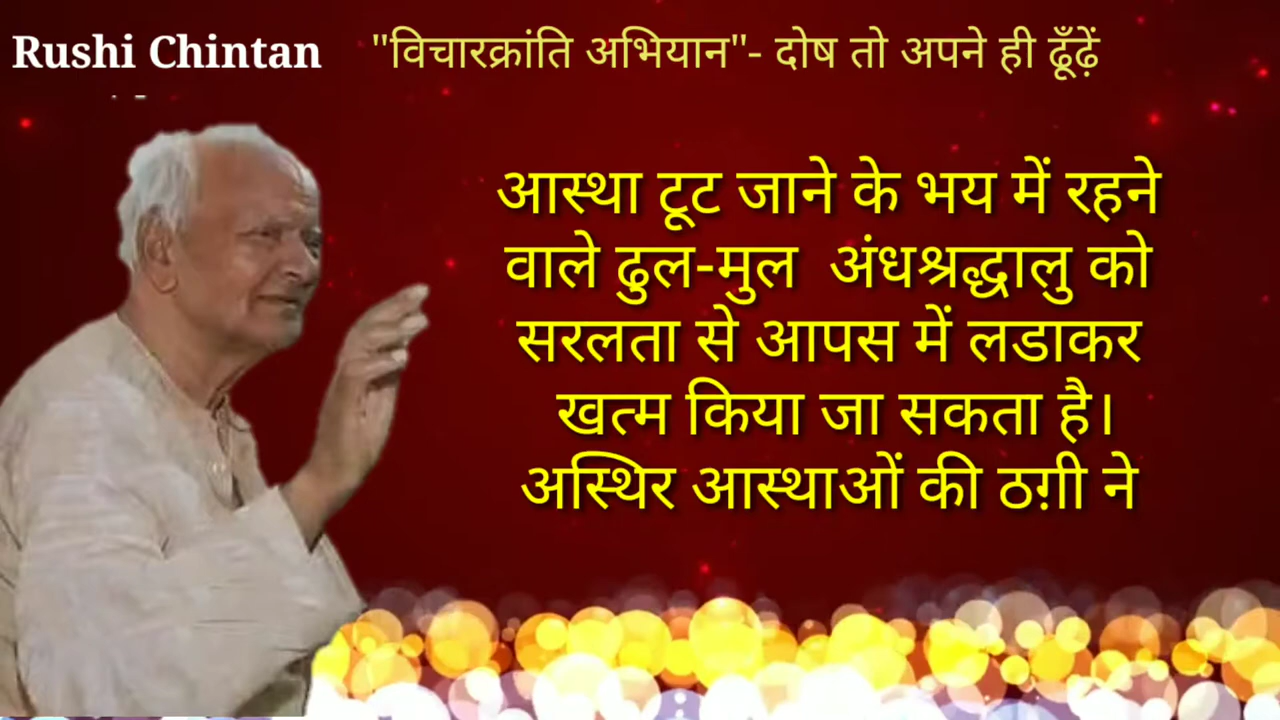 Rushi Chintan "विचारक्रांति अभियान"- दोष तो अपने ही ढूँढ़ें
आस्था टूट जाने के भय में रहने
वाले ढुल-मुल अंधश्रद्धालु को
सरलता से आपस में लडाकर
खत्म किया जा सकता है।
अस्थिर आस्थाओं की ठग़ी ने